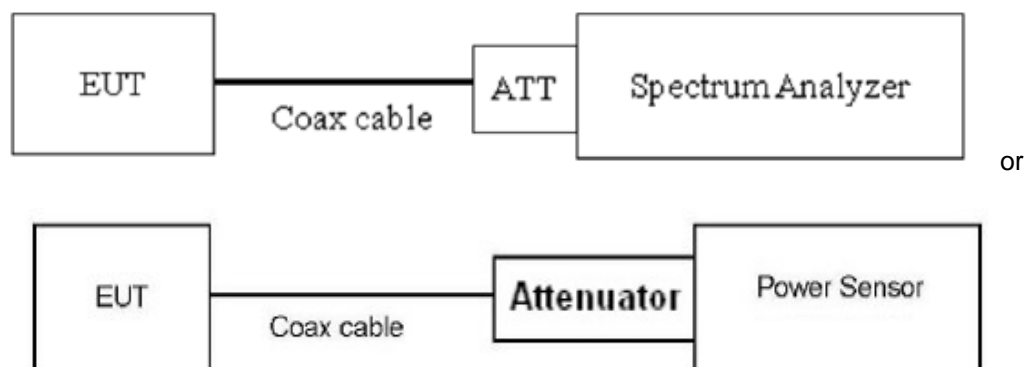 EUT
ATT
Spectrum Analyzer
Coax cable
or
EUT
Attenuator
Power Sensor
Coax cable